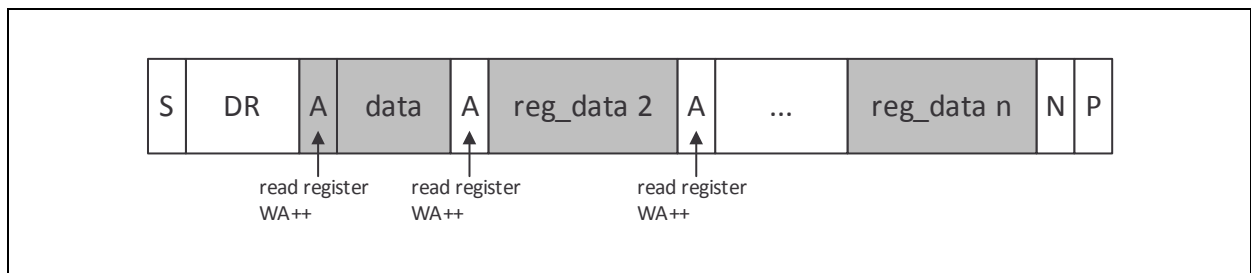 S DR A data A reg_data 2 A ... reg_data n N P
read register read register read register
WA++ WA++ WA++